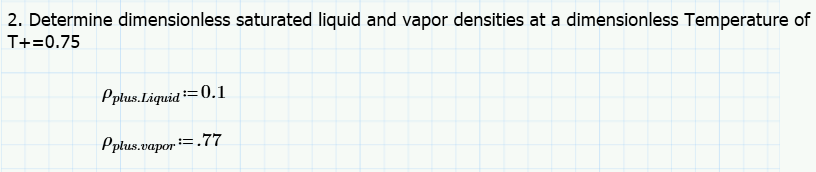 2. Determine dimensionless saturated liquid and vapor densities at a dimensionless Temperature of
T+=0.75
ρplus.Liquid:=0.1
ρplus.vapor:=.77